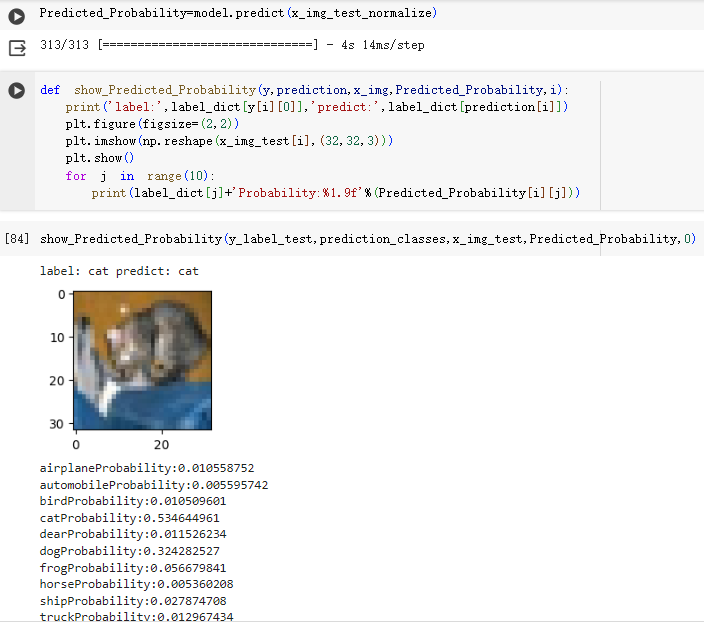 Predicted_Probability=model.predict(x_img_test_normalize)
313/313 [==============================] - 4s 14ms/step
def show_Predicted_Probability(y,prediction,x_img,Predicted_Probability,i):
print('label:',label_dict[y[i][0]],'predict:',label_dict[prediction[i]])
plt.figure(figsize=(2,2))
plt.imshow(np.reshape(x_img_test[i],(32,32,3)))
plt.show()
for j in range(10):
print(label_dict[j]+'Probability:%1.9f'%(Predicted_Probability[i][j]))
[84] show_Predicted_Probability(y_label_test,prediction_classes,x_img_test,Predicted_Probability,0)
label: cat predict: cat
0
10
20
30
0 20
airplaneProbability:0.010558752
automobileProbability:0.005595742
birdProbability:0.010509601
catProbability:0.534644961
dearProbability:0.011526234
dogProbability:0.324282527
frogProbability:0.056679841
horseProbability:0.005360208
shipProbability:0.027874708
truckProbability:0.012967434